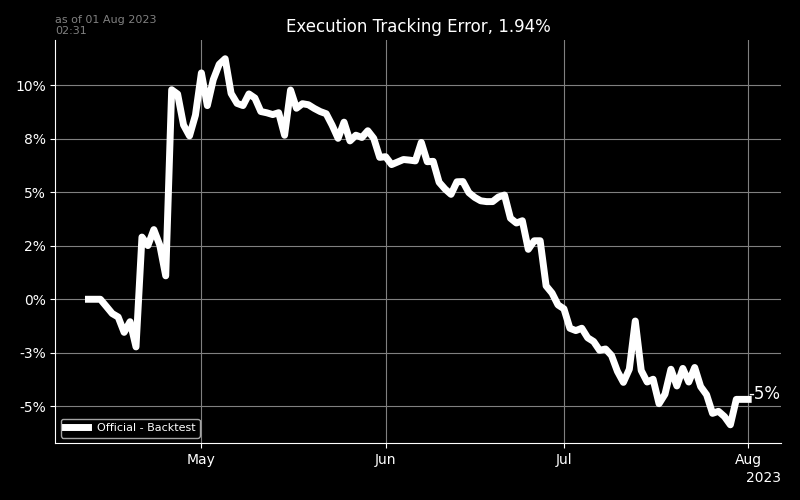 as of 01 Aug 2023
02:31
Execution Tracking Error, 1.94%
10%
8%
5%
2%
0%
-3%
-5%
-5%
Official - Backtest
May
Jun
Jul
Aug
2023